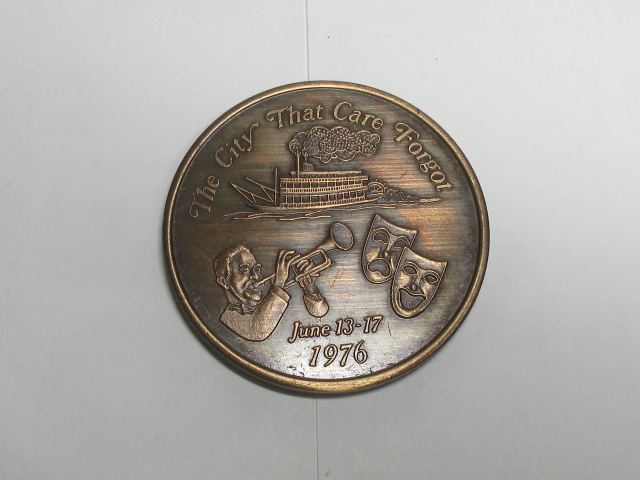 The City That Care Forgot
June 13-17
1976